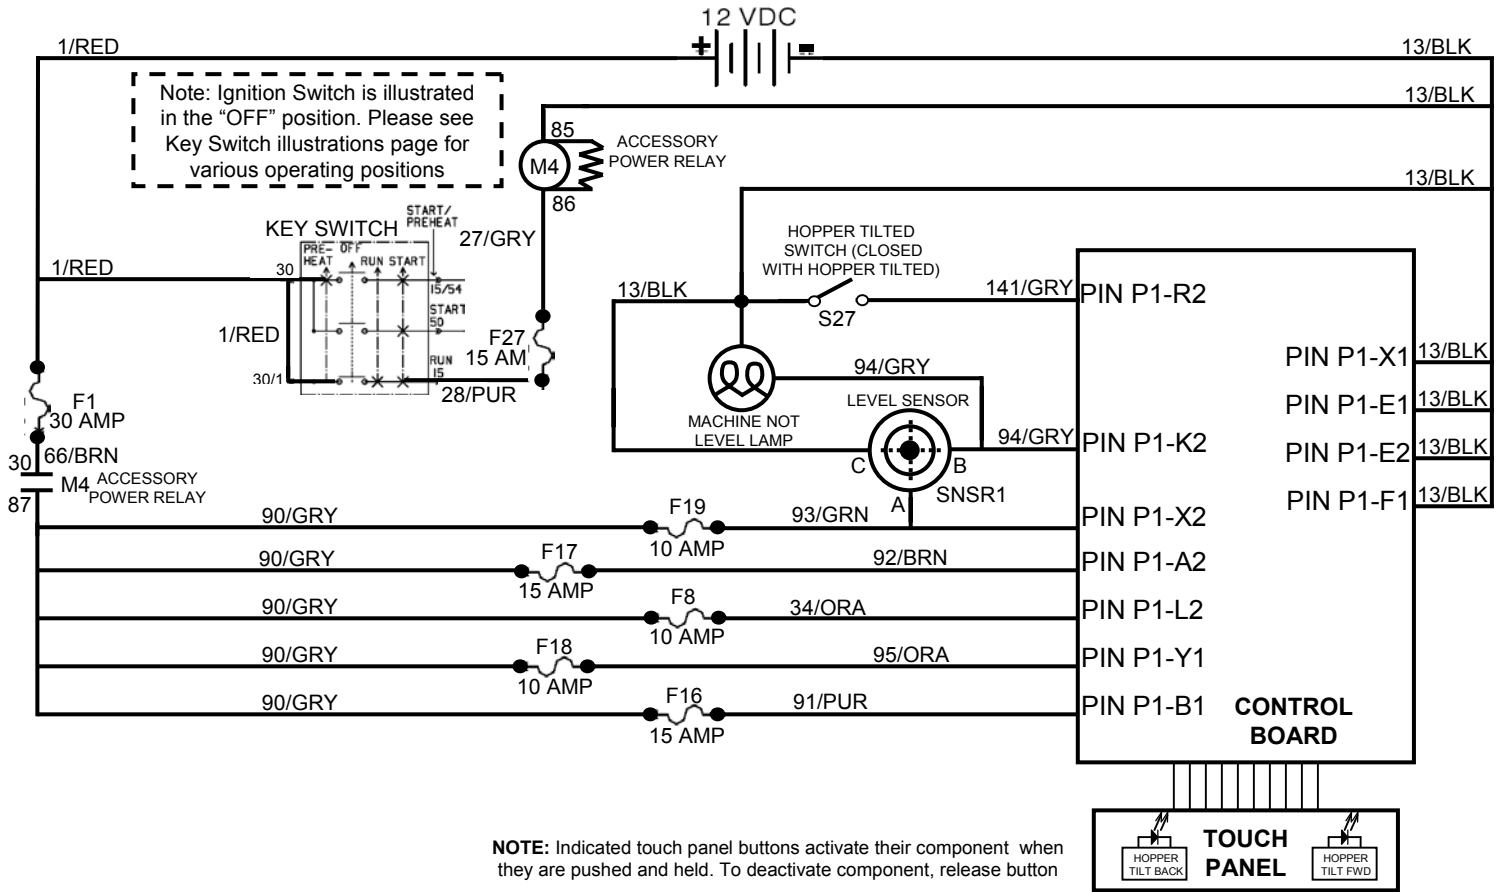 12 VDC
1/RED
+
13/BLK
Note: Ignition Switch is illustrated
in the “OFF” position. Please see
Key Switch illustrations page for
various operating positions
13/BLK
85
M4
ACCESSORY
POWER RELAY
86
13/BLK
START/
PREHEAT
KEY SWITCH
27/GRY
PRE-
HEAT
OFF
RUN
START
HOPPER TILTED
SWITCH (CLOSED
WITH HOPPER TILTED)
1/RED
30
15/54
13/BLK
S27
141/GRY
PIN P1-R2
START
50
1/RED
F27
15 AM
RUN
15
30/1
28/PUR
PIN P1-X1
13/BLK
94/GRY
F1
30 AMP
MACHINE NOT
LEVEL LAMP
LEVEL SENSOR
PIN P1-E1
13/BLK
94/GRY
PIN P1-K2
PIN P1-E2
13/BLK
30
66/BRN
M4
ACCESSORY
POWER RELAY
87
C
B
A
SNSR1
PIN P1-F1
13/BLK
90/GRY
F19
10 AMP
93/GRN
PIN P1-X2
90/GRY
F17
15 AMP
92/BRN
PIN P1-A2
90/GRY
F8
10 AMP
34/ORA
PIN P1-L2
90/GRY
F18
10 AMP
95/ORA
PIN P1-Y1
90/GRY
F16
15 AMP
91/PUR
PIN P1-B1
CONTROL
BOARD
NOTE: Indicated touch panel buttons activate their component when
they are pushed and held. To deactivate component, release button
HOPPER
TILT BACK
TOUCH
PANEL
HOPPER
TILT FWD